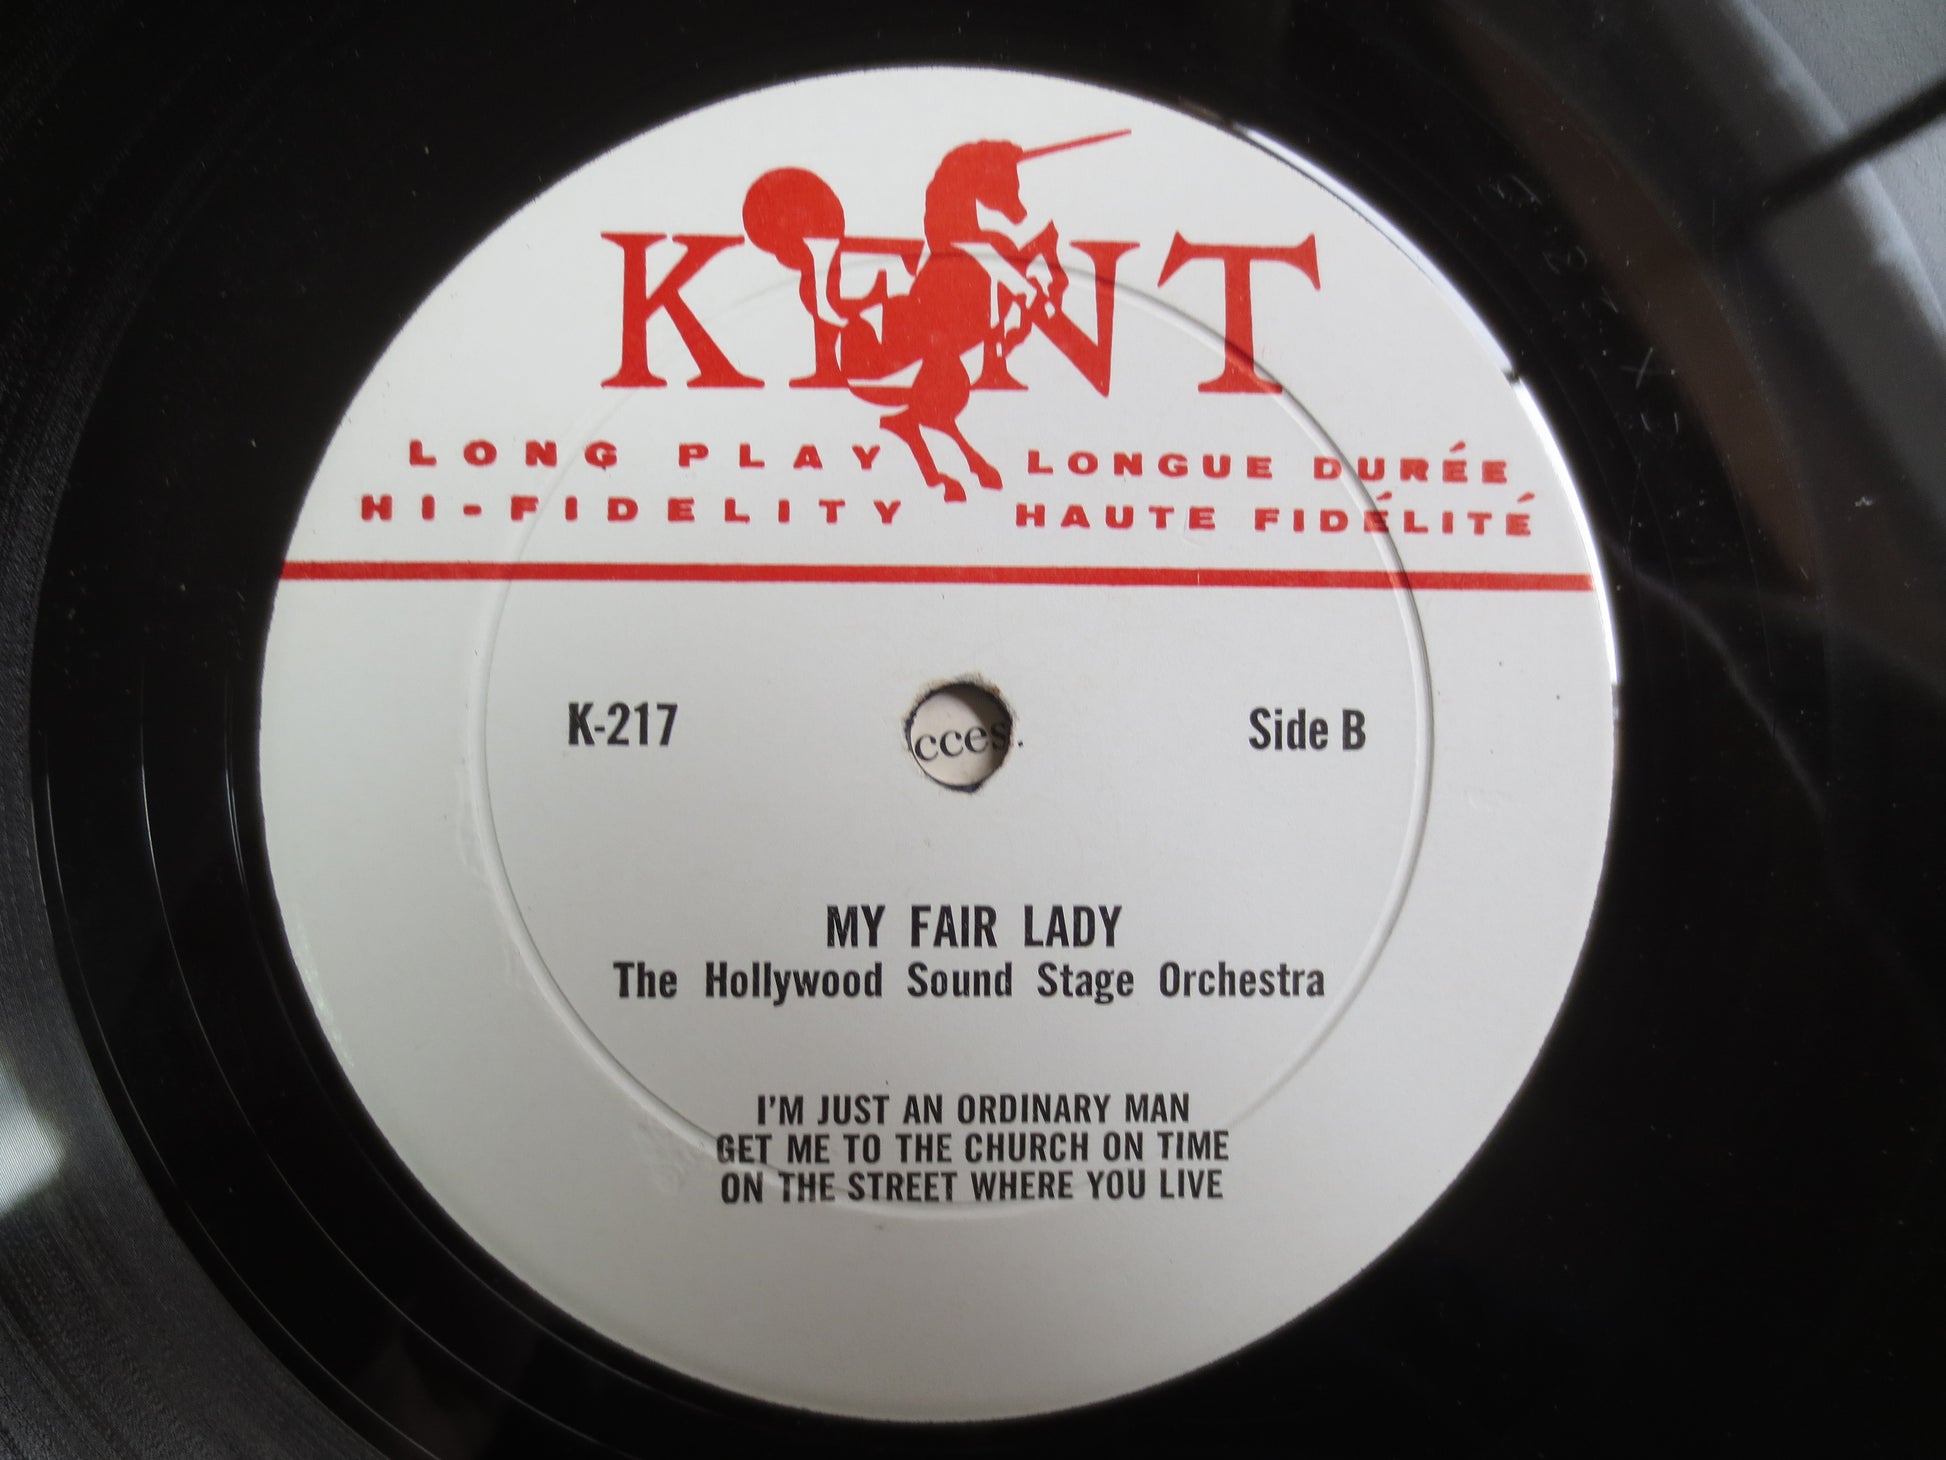 KENT
LONG PLAY LONGUE DURÉE
HI-FIDELITY HAUTE FIDÉLITÉ
K-217 cces. Side B
MY FAIR LADY
The Hollywood Sound Stage Orchestra
I'M JUST AN ORDINARY MAN
GET ME TO THE CHURCH ON TIME
ON THE STREET WHERE YOU LIVE